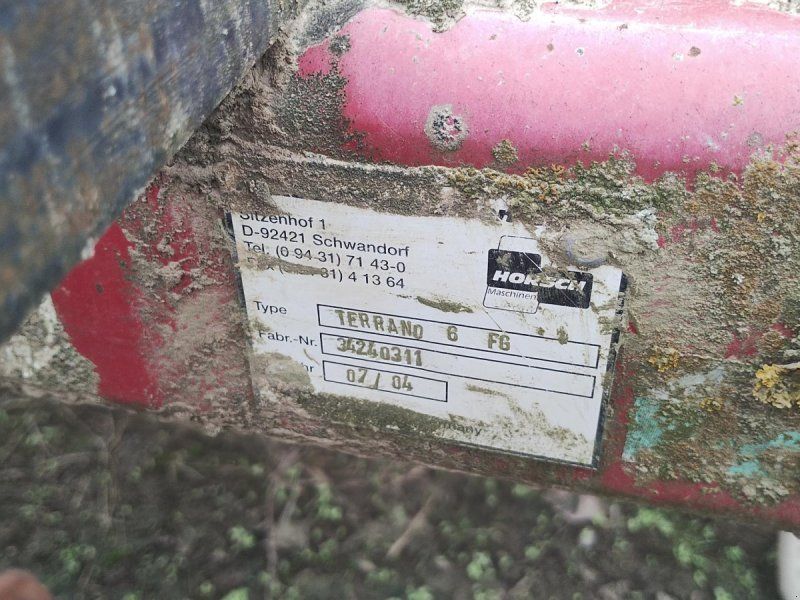 Sitzenhof 1
D-92421 Schwandorf
Tel. (0 94 31) 71 43-0
31) 4 13 64
HORSCH
Maschinen
Type TERRANO 6 FG
Fabr.-Nr. 34240311
07/04
Germany